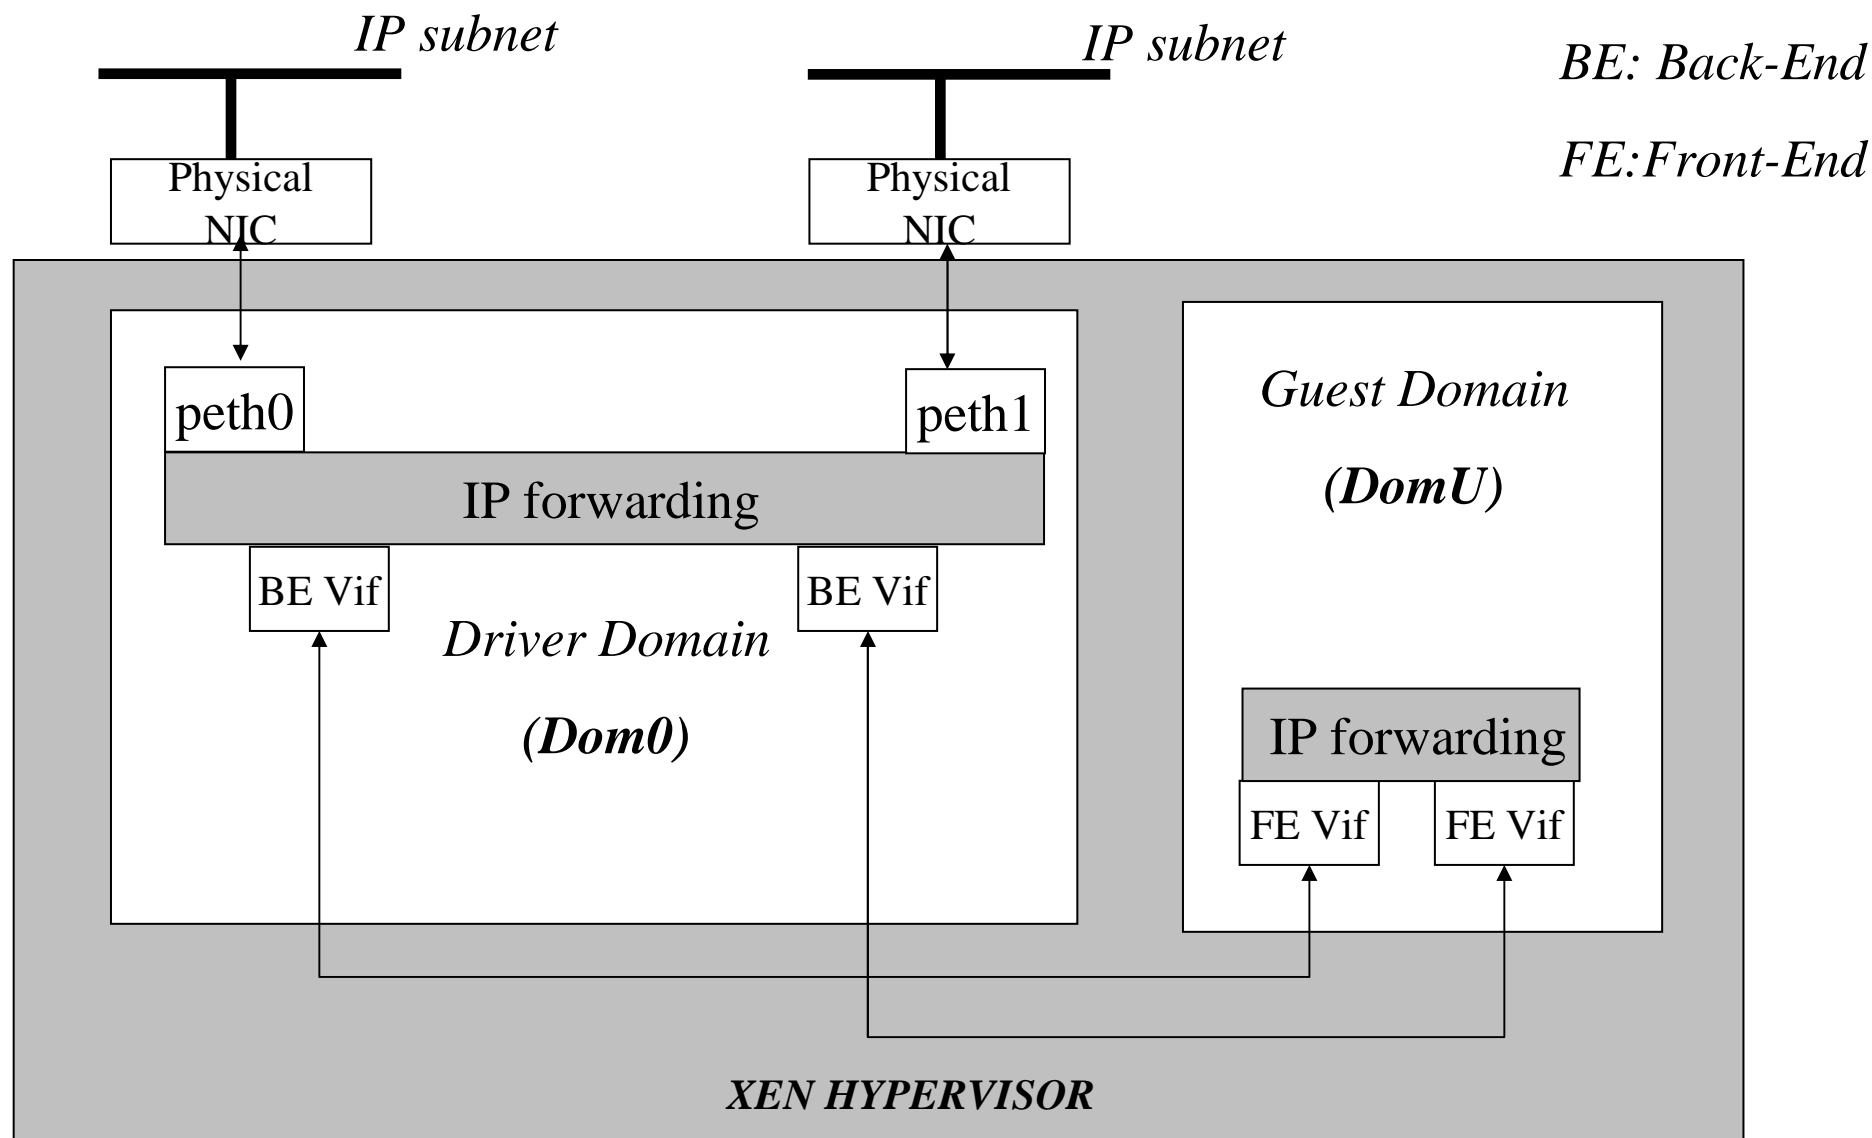 IP subnet
IP subnet
BE: Back-End
FE:Front-End
Physical
NIC
Physical
NIC
peth0
peth1
IP forwarding
BE Vif
BE Vif
Driver Domain
(Dom0)
Guest Domain
(DomU)
IP forwarding
FE Vif
FE Vif
XEN HYPERVISOR